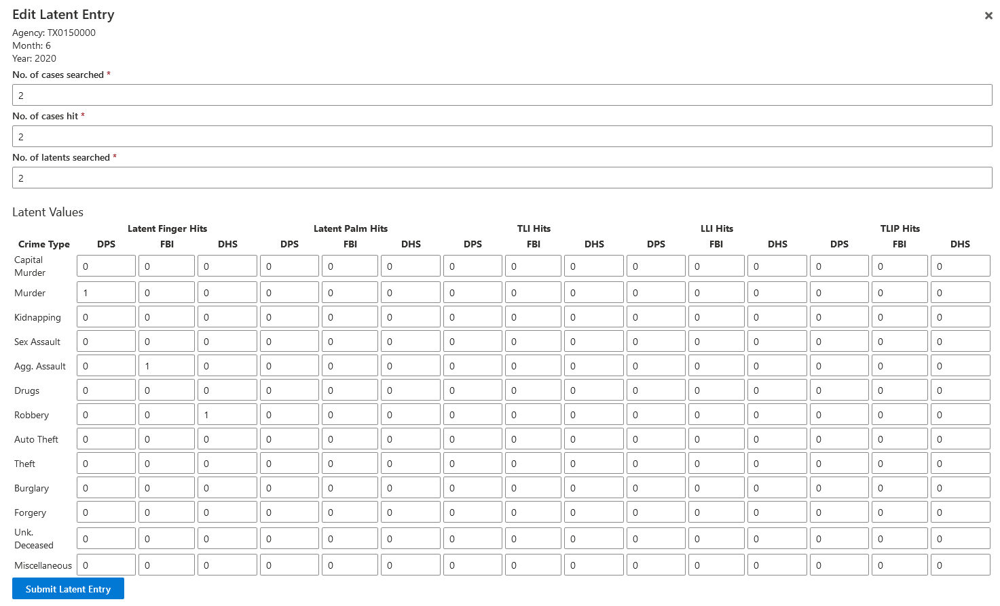 Edit Latent Entry
Agency: TX0150000
Month: 6
Year: 2020
No. of cases searched *
2
No. of cases hit *
2
No. of latents searched *
2
Latent Values
Latent Finger Hits Latent Palm Hits TLI Hits LLI Hits TLIP Hits
Crime Type DPS FBI DHS DPS FBI DHS DPS FBI DHS DPS FBI DHS DPS FBI DHS
Capital
Murder 0 0 0 0 0 0 0 0 0 0 0 0 0 0 0
Murder 1 0 0 0 0 0 0 0 0 0 0 0 0 0 0
Kidnapping 0 0 0 0 0 0 0 0 0 0 0 0 0 0 0
Sex Assault 0 0 0 0 0 0 0 0 0 0 0 0 0 0 0
Agg. Assault 0 1 0 0 0 0 0 0 0 0 0 0 0 0 0
Drugs 0 0 0 0 0 0 0 0 0 0 0 0 0 0 0
Robbery 0 0 1 0 0 0 0 0 0 0 0 0 0 0 0
Auto Theft 0 0 0 0 0 0 0 0 0 0 0 0 0 0 0
Theft 0 0 0 0 0 0 0 0 0 0 0 0 0 0 0
Burglary 0 0 0 0 0 0 0 0 0 0 0 0 0 0 0
Forgery 0 0 0 0 0 0 0 0 0 0 0 0 0 0 0
Unk.
Deceased 0 0 0 0 0 0 0 0 0 0 0 0 0 0 0
Miscellaneous 0 0 0 0 0 0 0 0 0 0 0 0 0 0 0
Submit Latent Entry